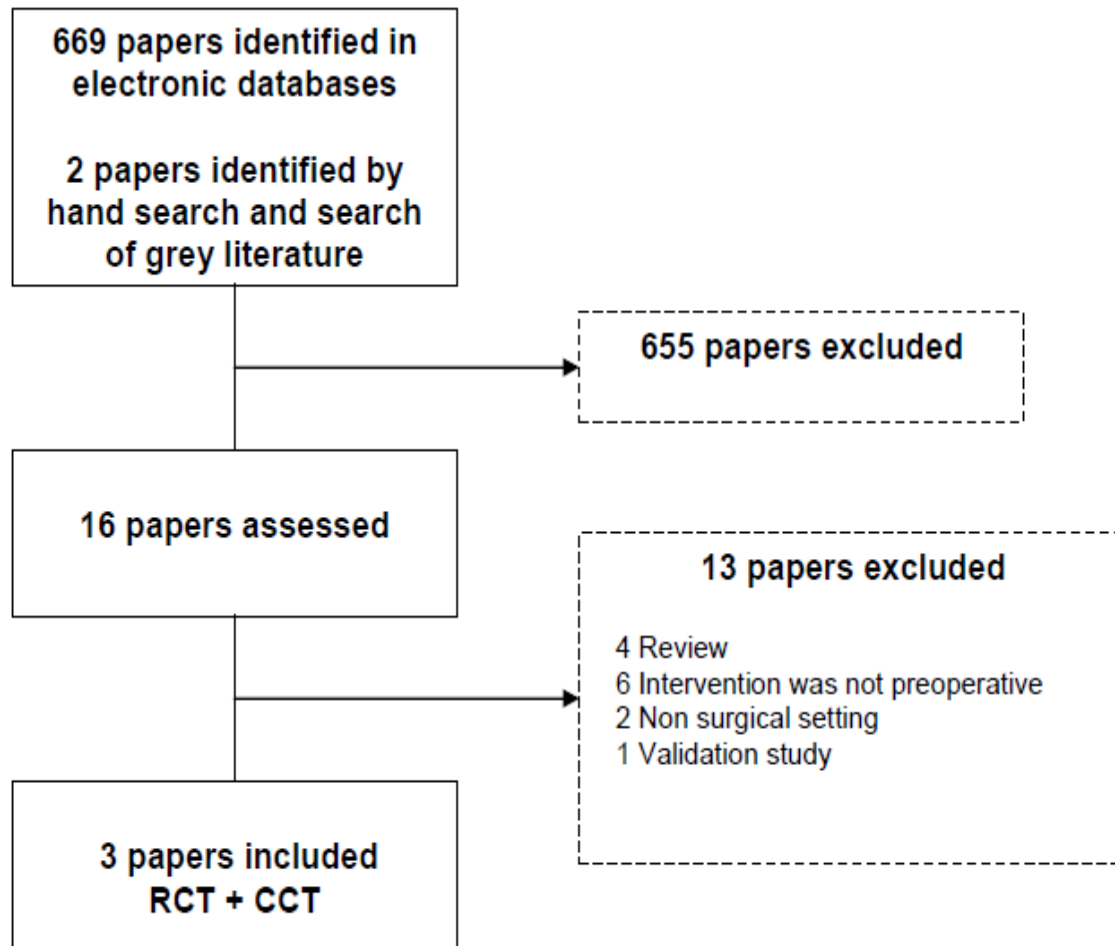 669 papers identified in
electronic databases
2 papers identified by
hand search and search
of grey literature
655 papers excluded
16 papers assessed
13 papers excluded
4 Review
6 Intervention was not preoperative
2 Non surgical setting
1 Validation study
3 papers included
RCT + CCT